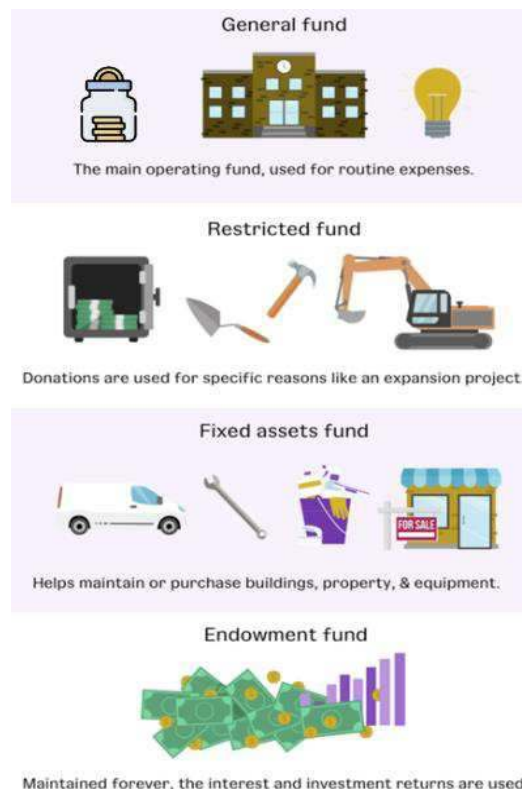 General fund
The main operating fund, used for routine expenses.
Restricted fund
Donations are used for specific reasons like an expansion project
Fixed assets fund
FOR SALE
Helps maintain or purchase buildings, property, & equipment.
Endowment fund
Maintained forever, the interest and investment returns are used